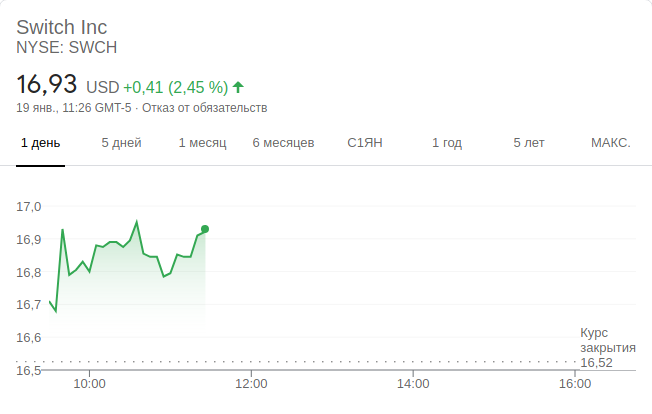 Switch Inc
NYSE: SWCH
16,93 USD +0,41 (2,45 %)
19 янв., 11:26 GMT-5 · Отказ от обязательств
1 день 5 дней 1 месяц 6 месяцев С1ЯН 1 год 5 лет МАКС.
17,0
16,9
16,8
16,7
16,6
Курс
закрытия
16,52
16,5
10:00 12:00 14:00 16:00